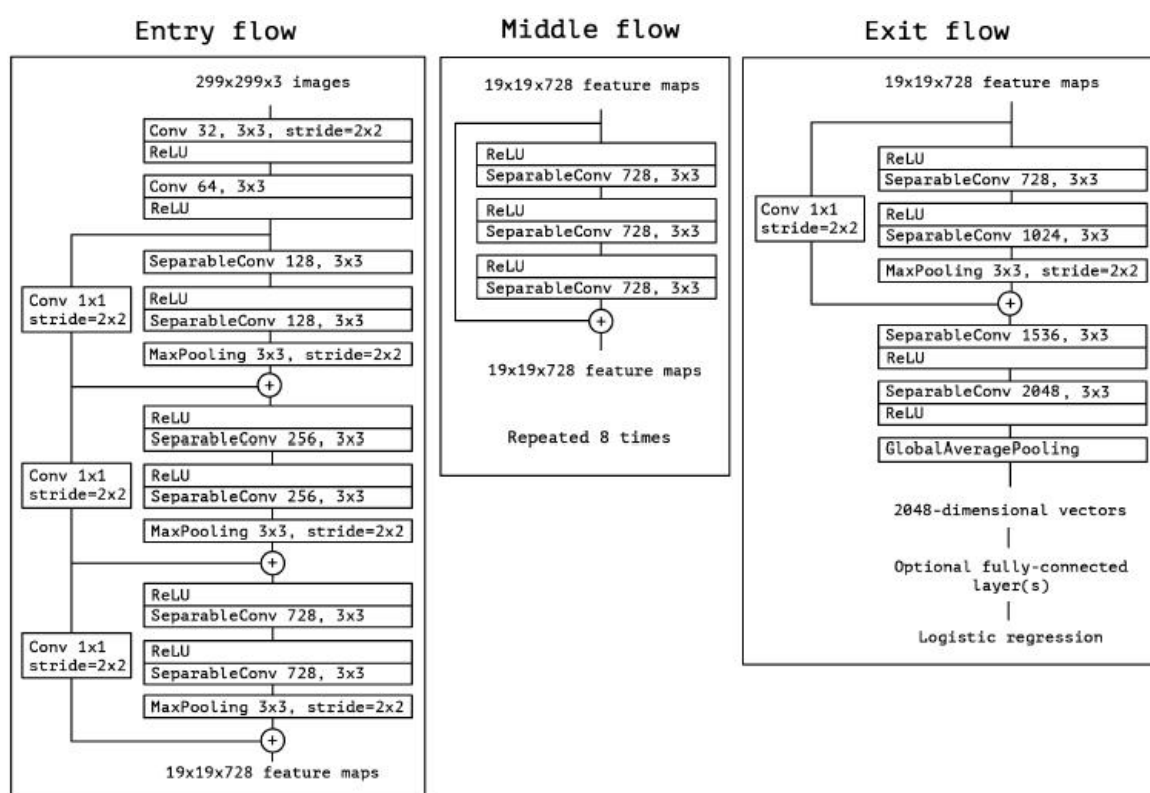 Entry flow
299x299x3 images
Conv 32, 3x3, stride=2x2
ReLU
Conv 64, 3x3
ReLU
SeparableConv 128, 3x3
Conv 1x1
stride=2x2
ReLU
SeparableConv 128, 3x3
MaxPooling 3x3, stride=2x2
+
ReLU
SeparableConv 256, 3x3
Conv 1x1
stride=2x2
ReLU
SeparableConv 256, 3x3
MaxPooling 3x3, stride=2x2
+
ReLU
SeparableConv 728, 3x3
Conv 1x1
stride=2x2
ReLU
SeparableConv 728, 3x3
MaxPooling 3x3, stride=2x2
+
19x19x728 feature maps
Middle flow
19x19x728 feature maps
ReLU
SeparableConv 728, 3x3
ReLU
SeparableConv 728, 3x3
ReLU
SeparableConv 728, 3x3
+
19x19x728 feature maps
Repeated 8 times
Exit flow
19x19x728 feature maps
ReLU
SeparableConv 728, 3x3
Conv 1x1
stride=2x2
ReLU
SeparableConv 1024, 3x3
MaxPooling 3x3, stride=2x2
+
SeparableConv 1536, 3x3
ReLU
SeparableConv 2048, 3x3
ReLU
GlobalAveragePooling
2048-dimensional vectors
Optional fully-connected
layer(s)
Logistic regression